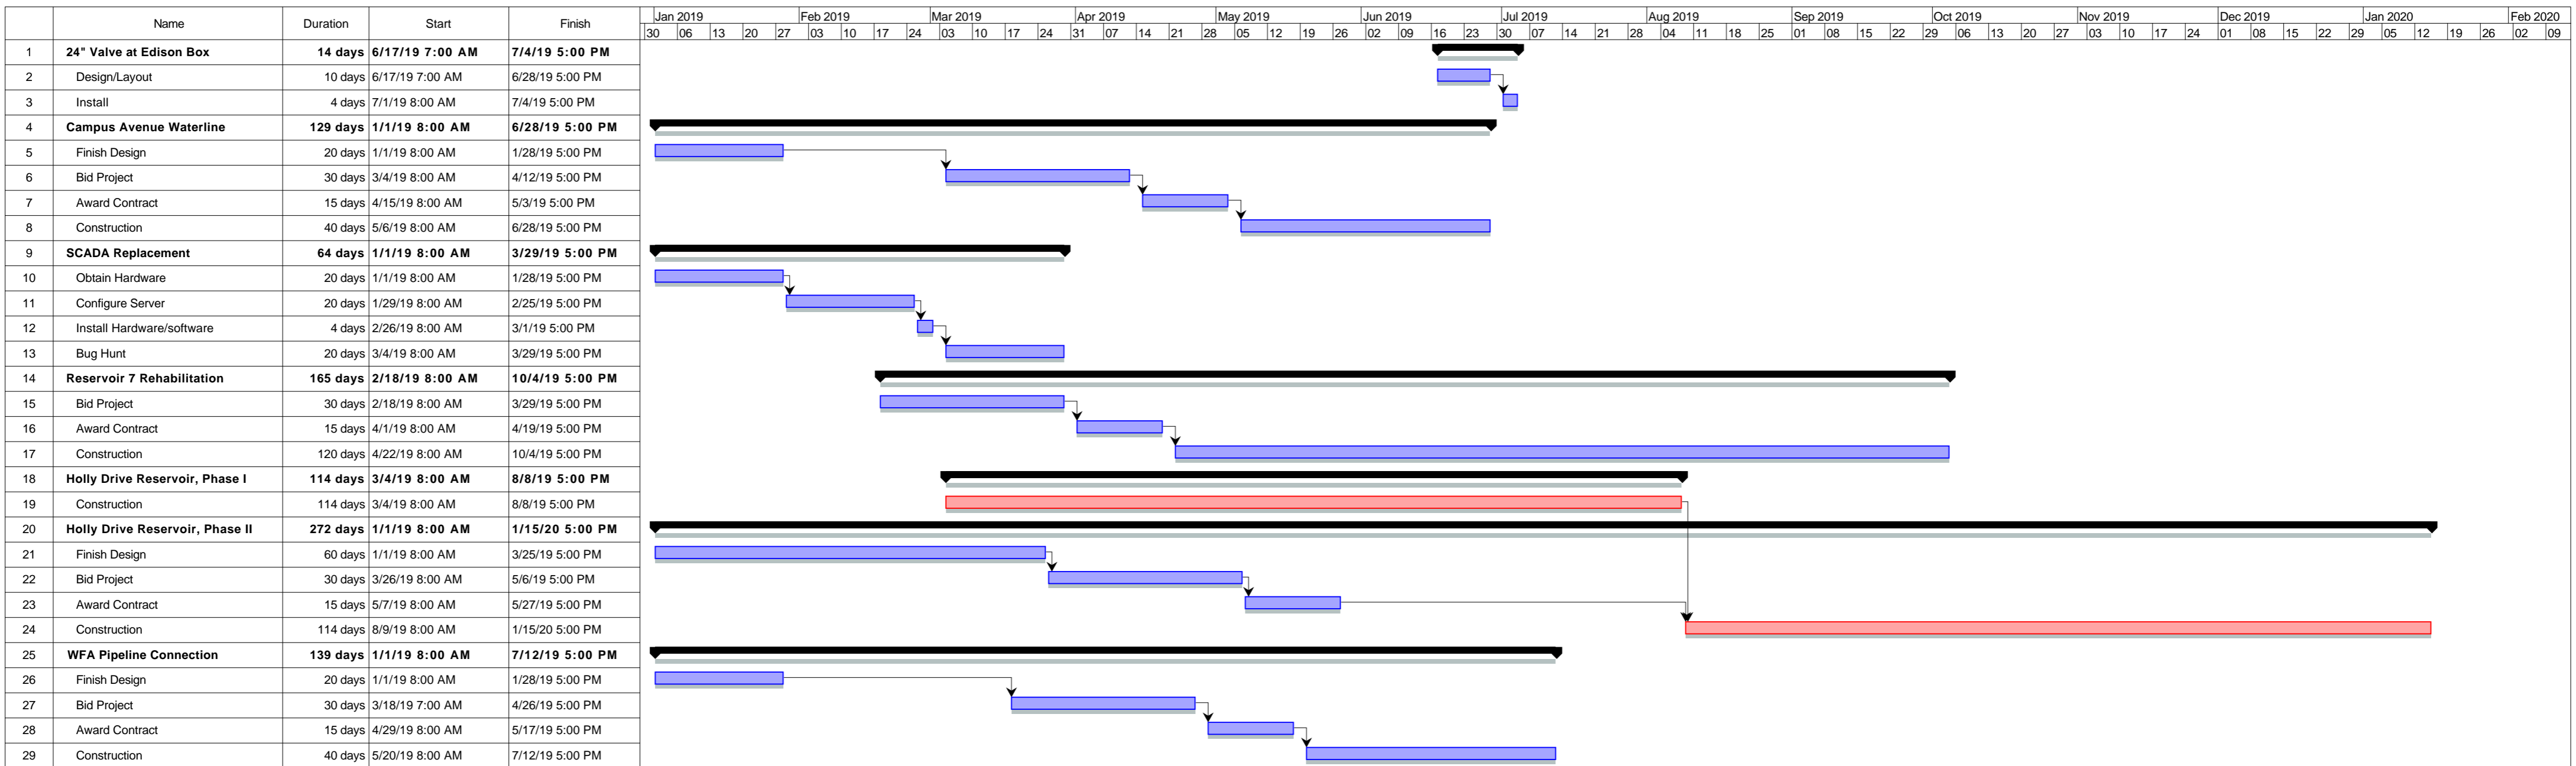 Name Duration Start Finish
Jan 2019 Feb 2019 Mar 2019 Apr 2019 May 2019 Jun 2019 Jul 2019 Aug 2019 Sep 2019 Oct 2019 Nov 2019 Dec 2019 Jan 2020 Feb 2020
30 06 13 20 27 03 10 17 24 03 10 17 24 31 07 14 21 28 05 12 19 26 02 09 16 23 30 07 14 21 28 04 11 18 25 01 08 15 22 29 06 13 20 27 03 10 17 24 01 08 15 22 29 05 12 19 26 02 09
1 24" Valve at Edison Box 14 days 6/17/19 7:00 AM 7/4/19 5:00 PM
2 Design/Layout 10 days 6/17/19 7:00 AM 6/28/19 5:00 PM
3 Install 4 days 7/1/19 8:00 AM 7/4/19 5:00 PM
4 Campus Avenue Waterline 129 days 1/1/19 8:00 AM 6/28/19 5:00 PM
5 Finish Design 20 days 1/1/19 8:00 AM 1/28/19 5:00 PM
6 Bid Project 30 days 3/4/19 8:00 AM 4/12/19 5:00 PM
7 Award Contract 15 days 4/15/19 8:00 AM 5/3/19 5:00 PM
8 Construction 40 days 5/6/19 8:00 AM 6/28/19 5:00 PM
9 SCADA Replacement 64 days 1/1/19 8:00 AM 3/29/19 5:00 PM
10 Obtain Hardware 20 days 1/1/19 8:00 AM 1/28/19 5:00 PM
11 Configure Server 20 days 1/29/19 8:00 AM 2/25/19 5:00 PM
12 Install Hardware/software 4 days 2/26/19 8:00 AM 3/1/19 5:00 PM
13 Bug Hunt 20 days 3/4/19 8:00 AM 3/29/19 5:00 PM
14 Reservoir 7 Rehabilitation 165 days 2/18/19 8:00 AM 10/4/19 5:00 PM
15 Bid Project 30 days 2/18/19 8:00 AM 3/29/19 5:00 PM
16 Award Contract 15 days 4/1/19 8:00 AM 4/19/19 5:00 PM
17 Construction 120 days 4/22/19 8:00 AM 10/4/19 5:00 PM
18 Holly Drive Reservoir, Phase I 114 days 3/4/19 8:00 AM 8/8/19 5:00 PM
19 Construction 114 days 3/4/19 8:00 AM 8/8/19 5:00 PM
20 Holly Drive Reservoir, Phase II 272 days 1/1/19 8:00 AM 1/15/20 5:00 PM
21 Finish Design 60 days 1/1/19 8:00 AM 3/25/19 5:00 PM
22 Bid Project 30 days 3/26/19 8:00 AM 5/6/19 5:00 PM
23 Award Contract 15 days 5/7/19 8:00 AM 5/27/19 5:00 PM
24 Construction 114 days 8/9/19 8:00 AM 1/15/20 5:00 PM
25 WFA Pipeline Connection 139 days 1/1/19 8:00 AM 7/12/19 5:00 PM
26 Finish Design 20 days 1/1/19 8:00 AM 1/28/19 5:00 PM
27 Bid Project 30 days 3/18/19 7:00 AM 4/26/19 5:00 PM
28 Award Contract 15 days 4/29/19 8:00 AM 5/17/19 5:00 PM
29 Construction 40 days 5/20/19 8:00 AM 7/12/19 5:00 PM